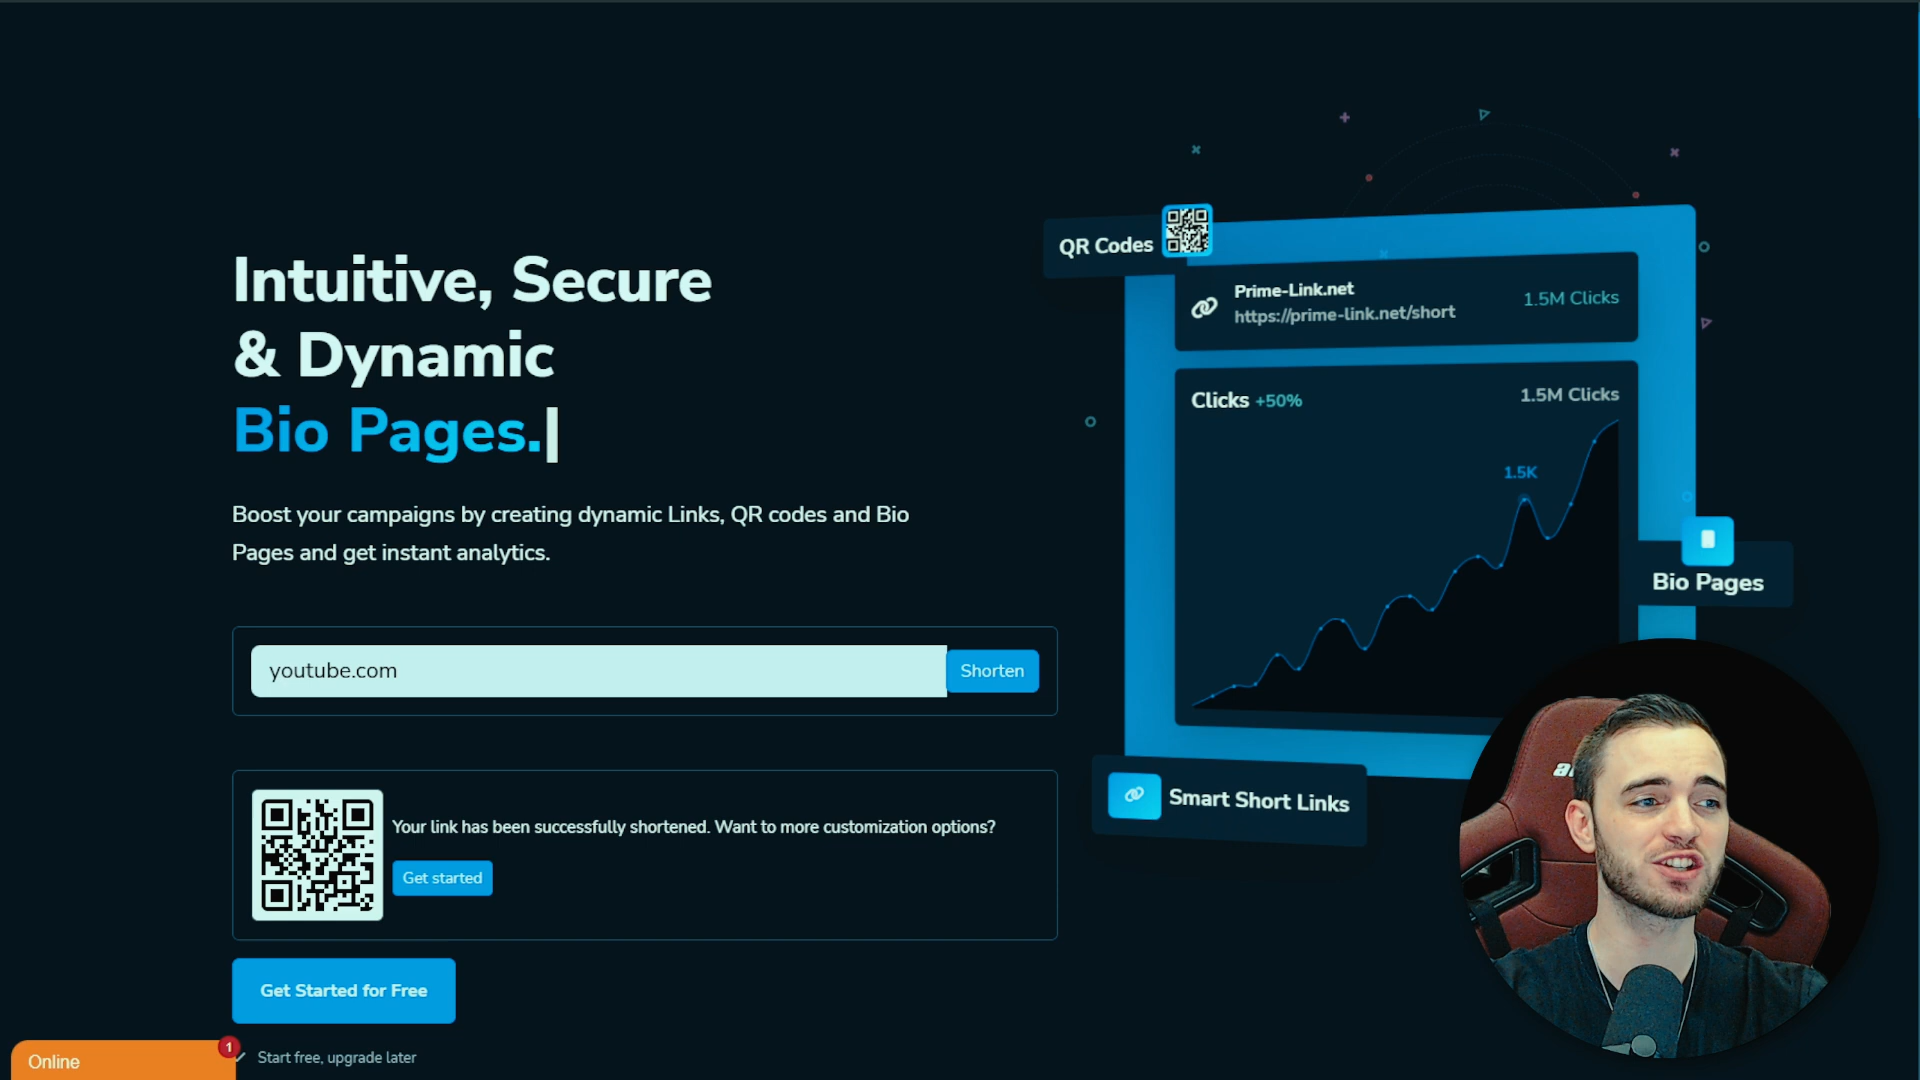 Intuitive, Secure
& Dynamic
Bio Pages.
Boost your campaigns by creating dynamic Links, QR codes and Bio
Pages and get instant analytics.
youtube.com
Shorten
Your link has been successfully shortened. Want to more customization options?
Get started
Get Started for Free
Start free, upgrade later
Online
1
QR Codes
Prime-Link.net
https://prime-link.net/short
1.5M Clicks
Clicks +50%
1.5M Clicks
1.5K
Bio Pages
Smart Short Links